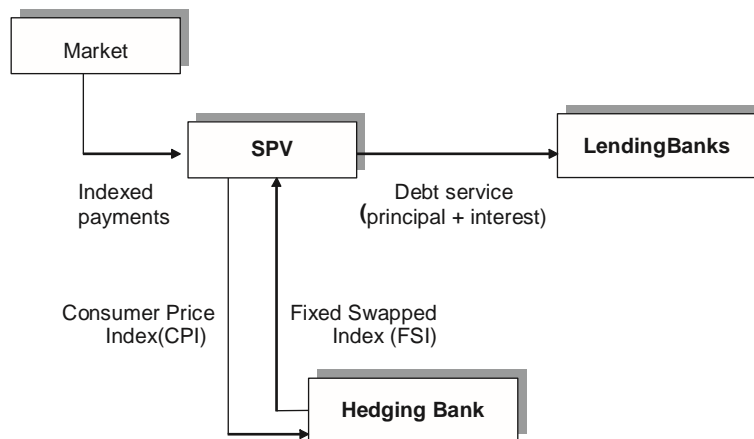 Market
SPV
LendingBanks
Indexed
payments
Debt service
(principal + interest)
Consumer Price
Index(CPI)
Fixed Swapped
Index (FSI)
Hedging Bank